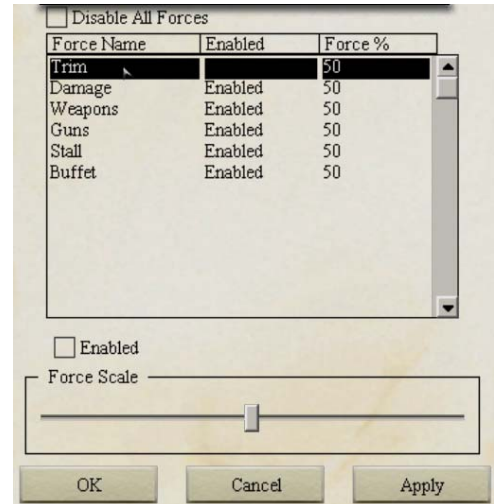 Disable All Forces
Force Name Enabled Force %
Trim 50
Damage Enabled 50
Weapons Enabled 50
Guns Enabled 50
Stall Enabled 50
Buffet Enabled 50
Enabled
Force Scale
OK Cancel Apply